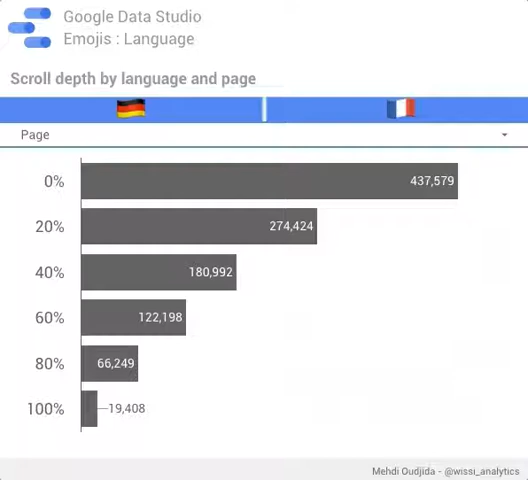 Google Data Studio
Emojis : Language
Scroll depth by language and page
Page
0% 437,579
20% 274,424
40% 180,992
60% 122,198
80% 66,249
100% 19,408
Mehdi Oudjida - @wissi_analytics